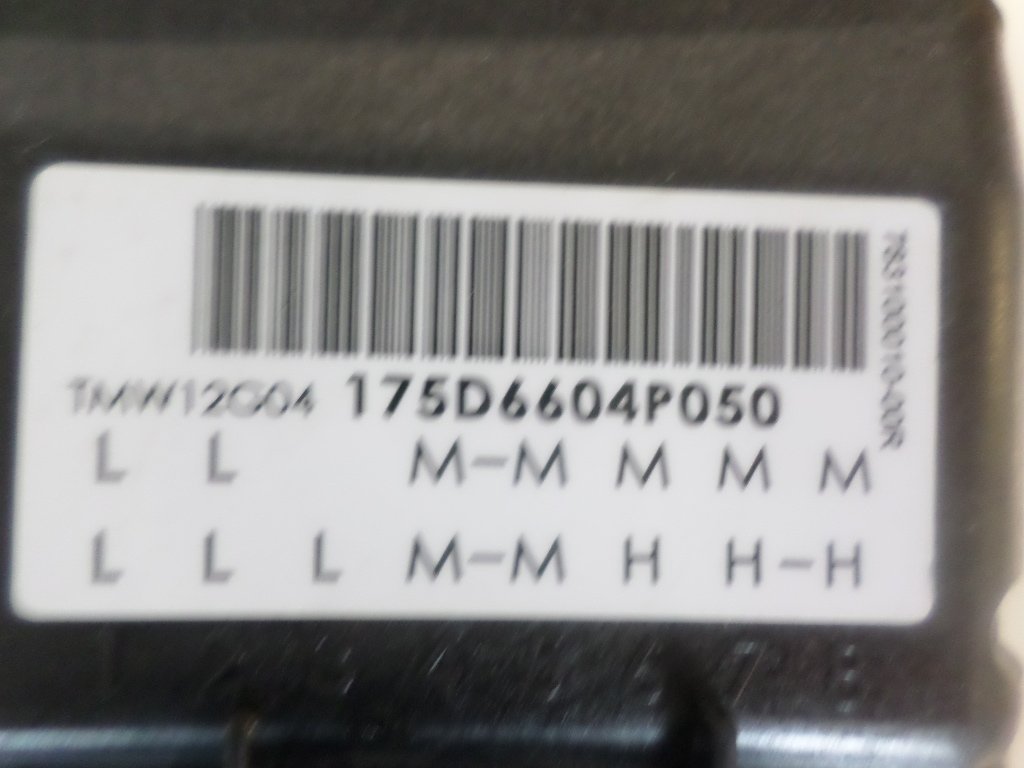 TMW12G04 175D6604P050
L L M-M M M M
L L L M-M H H-H